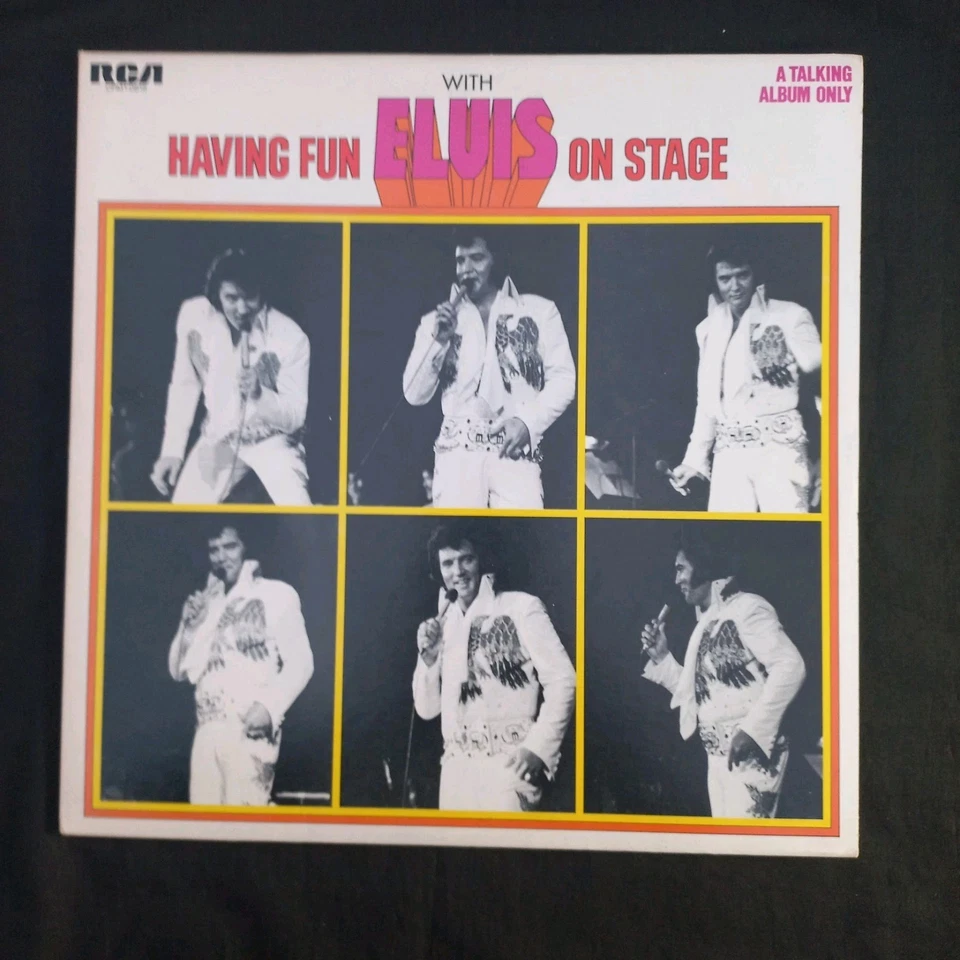 RCA
A TALKING
ALBUM ONLY
WITH
HAVING FUN ELVIS ON STAGE